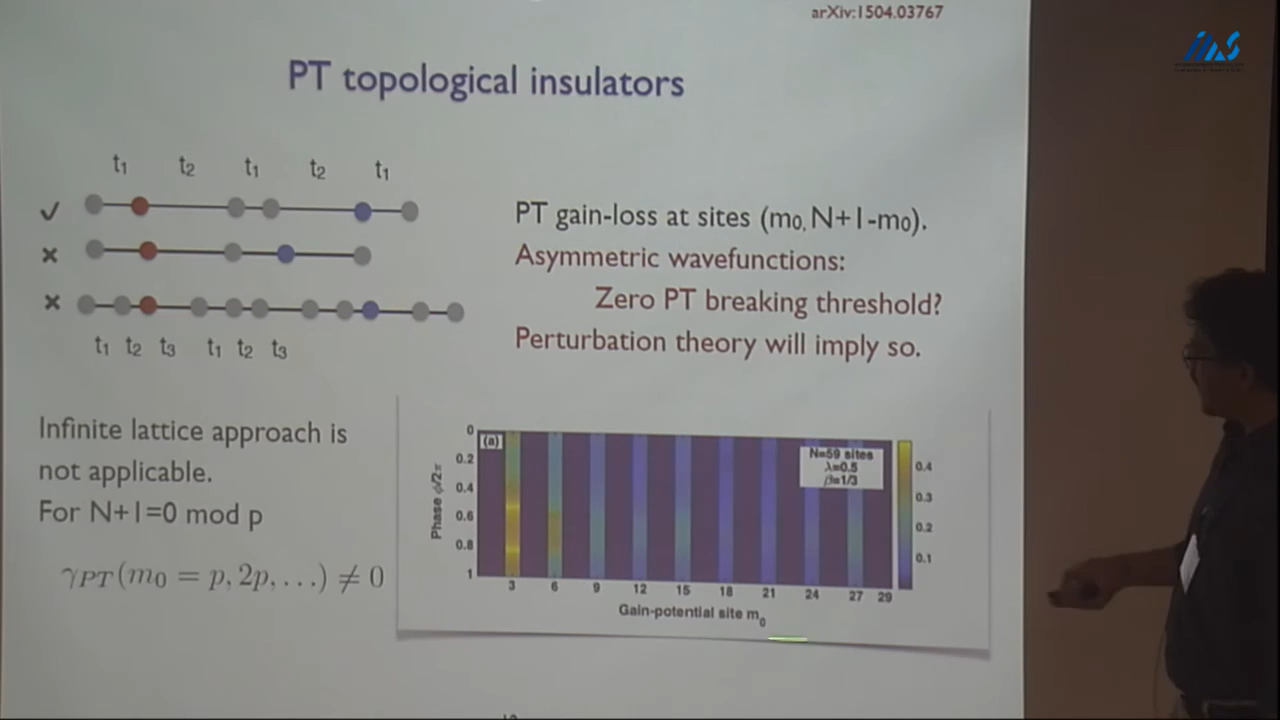 arXiv:1504.03767
PT topological insulators
t₁ t₂ t₁ t₂ t₁
PT gain-loss at sites (m₀, N+1-m₀).
Asymmetric wavefunctions:
Zero PT breaking threshold?
Perturbation theory will imply so.
t₁ t₂ t₃ t₁ t₂ t₃
Infinite lattice approach is
not applicable.
For N+1=0 mod p
γPT(m₀ = p, 2p, . . .) ≠ 0
(a)
N=59 sites
λ=0.5
β=1/3
Phase ϕ/2π
0
0.2
0.4
0.6
0.8
1
3 6 9 12 15 18 21 24 27 29
Gain-potential site m₀
0.4
0.3
0.2
0.1